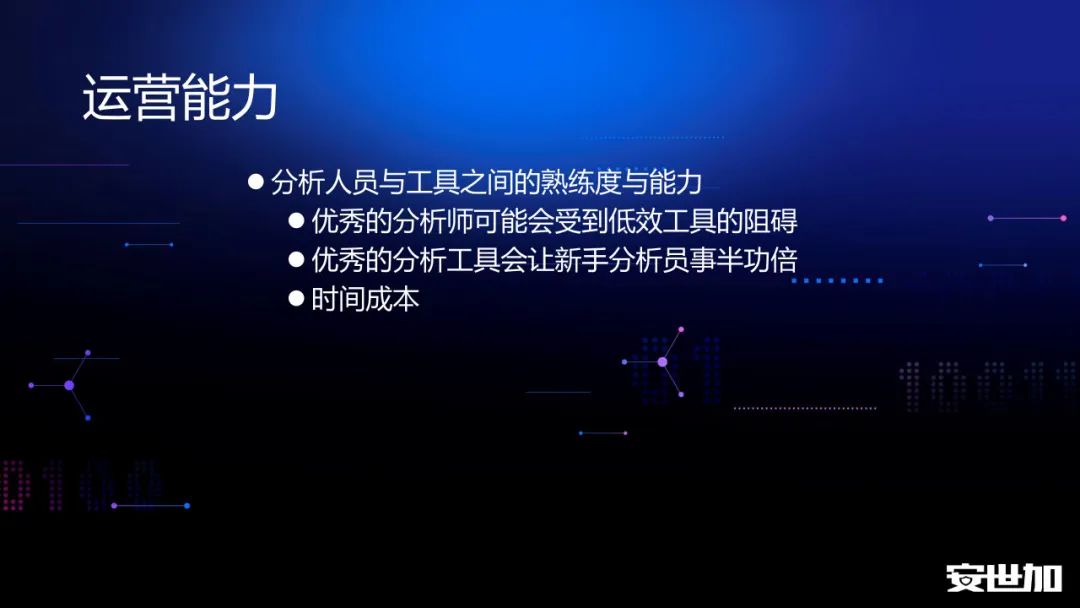 运营能力
● 分析人员与工具之间的熟练度与能力
● 优秀的分析师可能会受到低效工具的阻碍
● 优秀的分析工具会让新手分析员事半功倍
● 时间成本
01
10011
0100
安世加